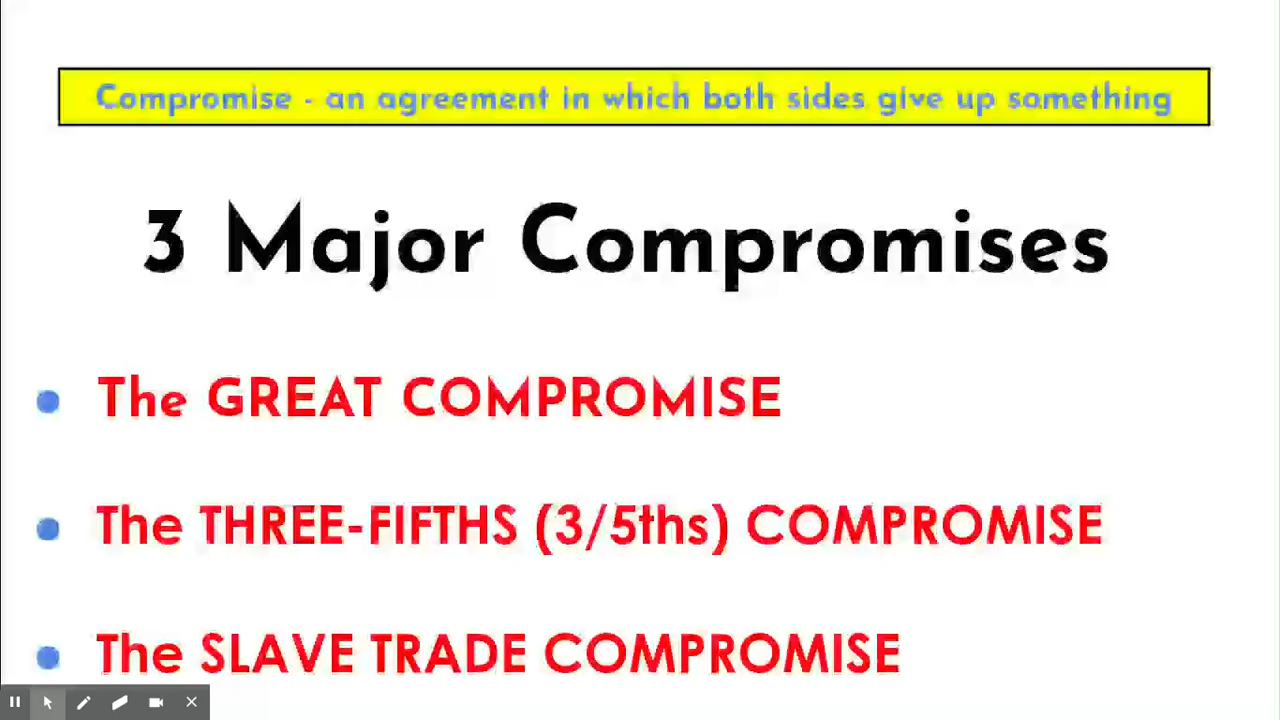 Compromise - an agreement in which both sides give up something
3 Major Compromises
The GREAT COMPROMISE
The THREE-FIFTHS (3/5ths) COMPROMISE
The SLAVE TRADE COMPROMISE